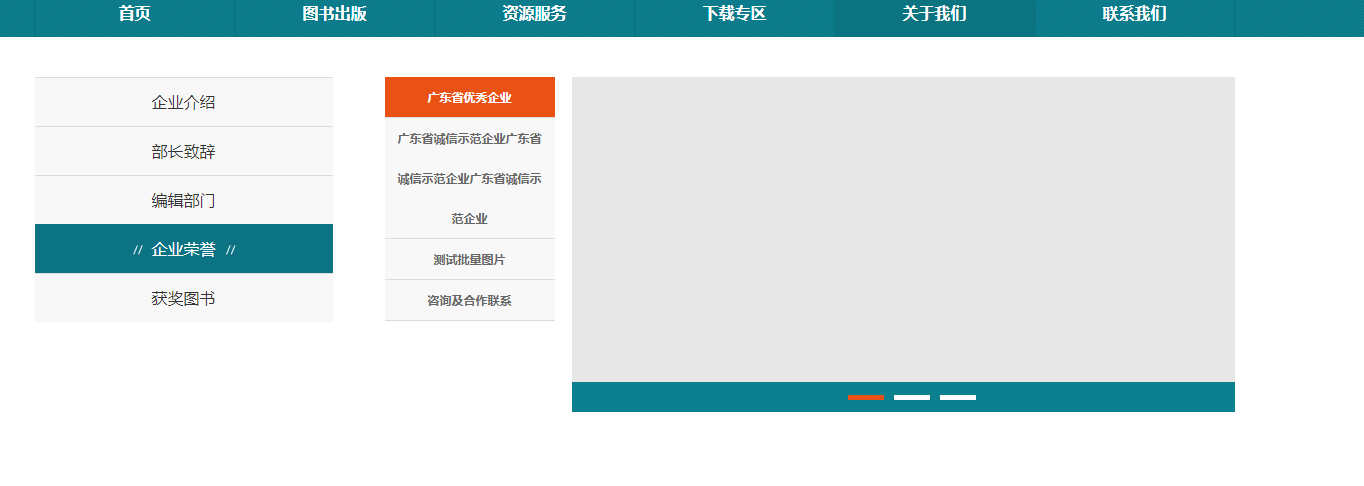 首页
图书出版
资源服务
下载专区
关于我们
联系我们
企业介绍
部长致辞
编辑部门
// 企业荣誉 //
获奖图书
广东省优秀企业
广东省诚信示范企业广东省
诚信示范企业广东省诚信示
范企业
测试批量图片
咨询及合作联系